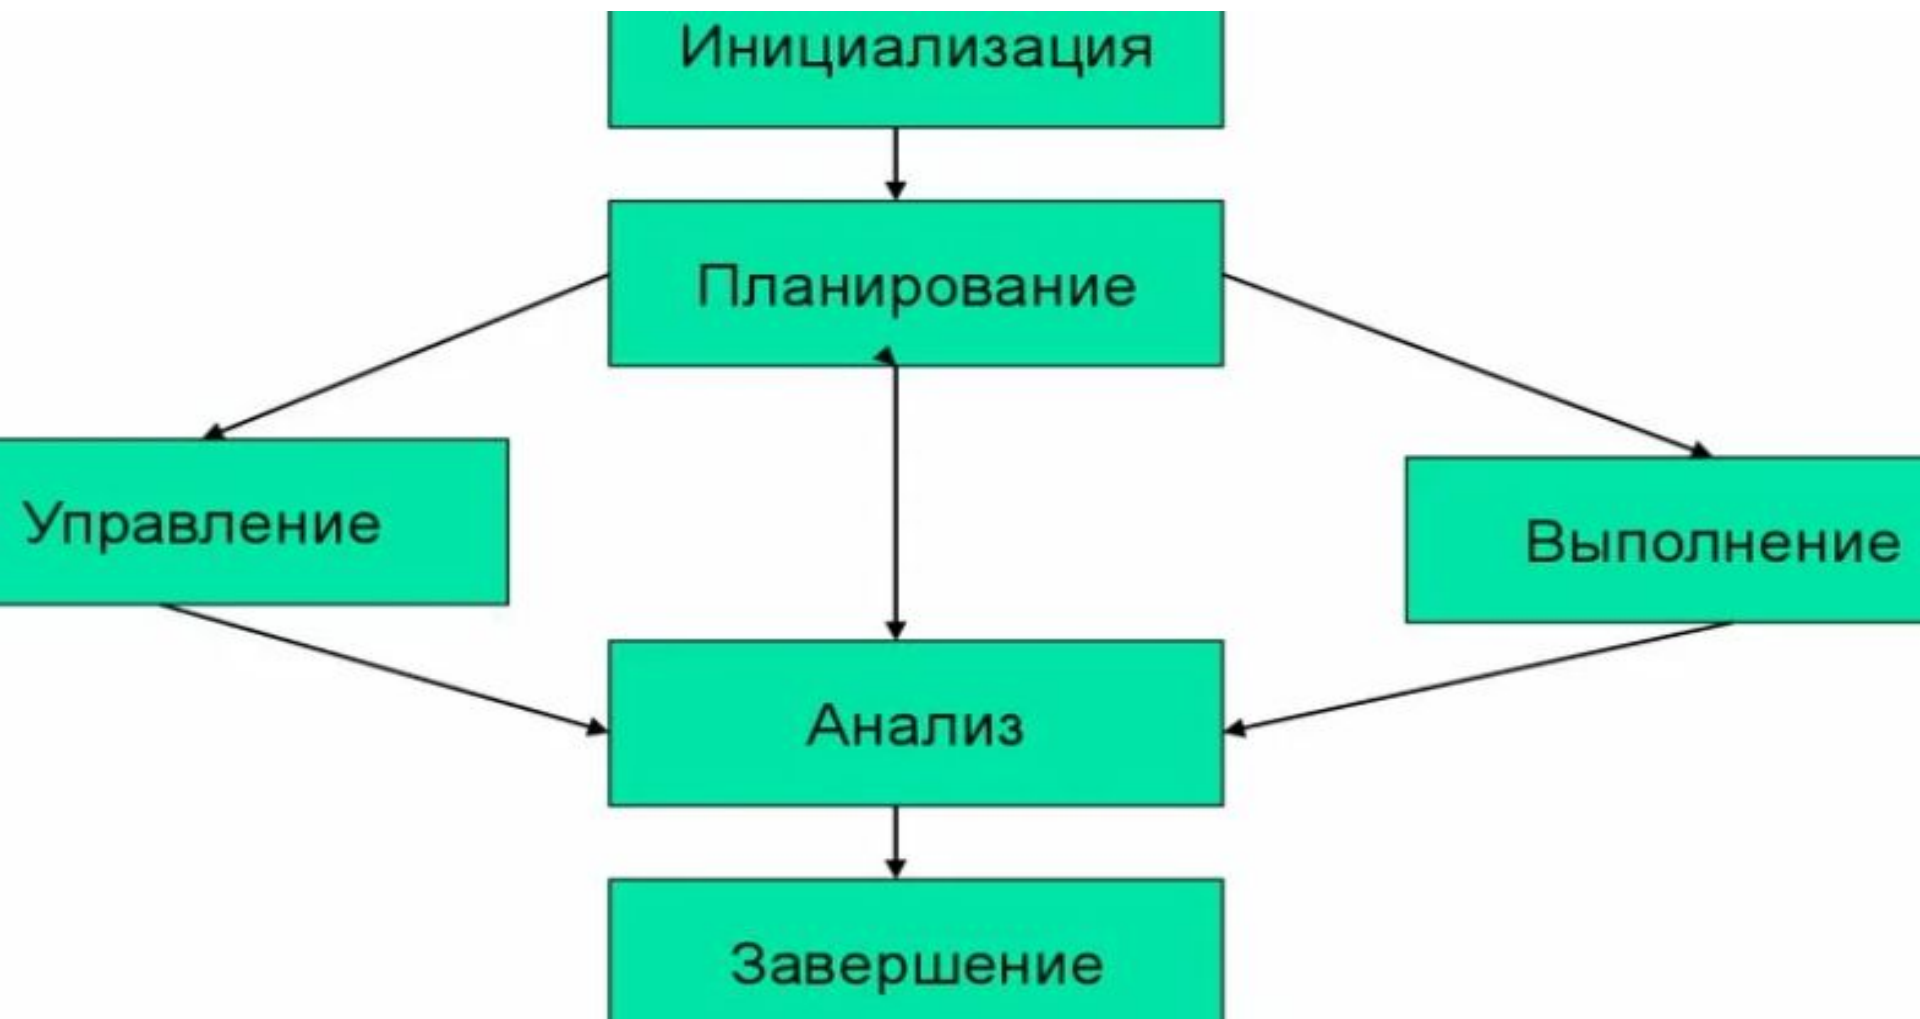 Инициализация
Планирование
Управление
Выполнение
Анализ
Завершение